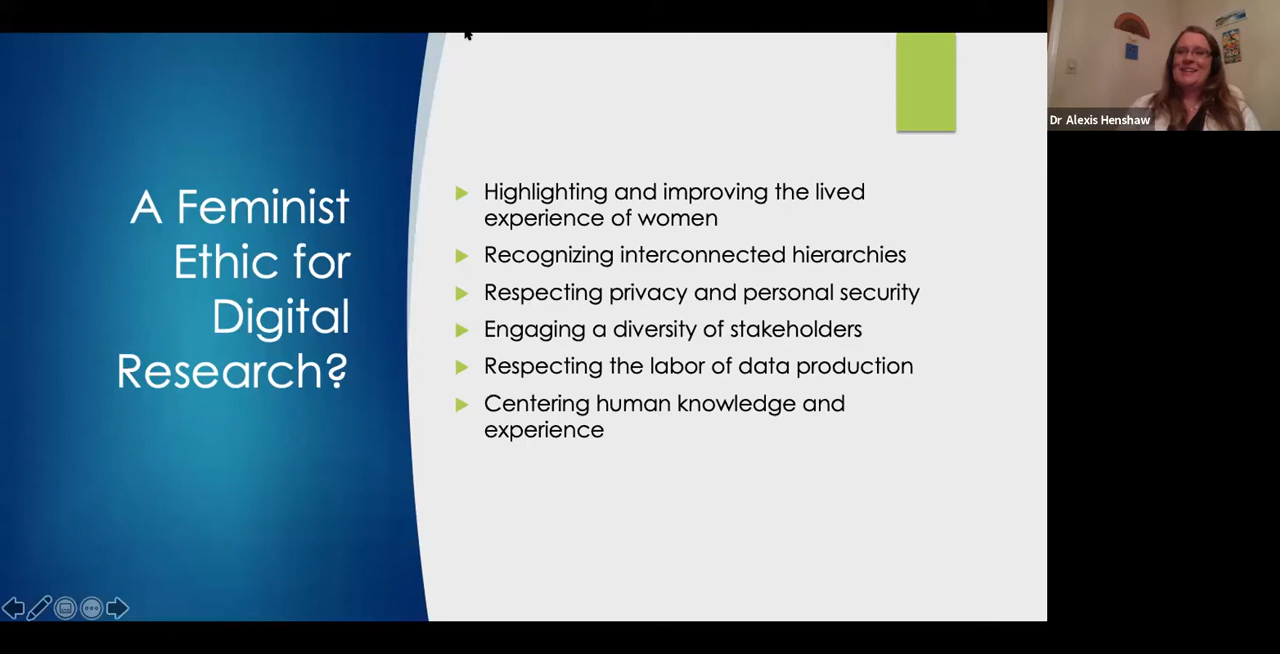 A Feminist
Ethic for
Digital
Research?
Highlighting and improving the lived
experience of women
Recognizing interconnected hierarchies
Respecting privacy and personal security
Engaging a diversity of stakeholders
Respecting the labor of data production
Centering human knowledge and
experience
Dr Alexis Henshaw